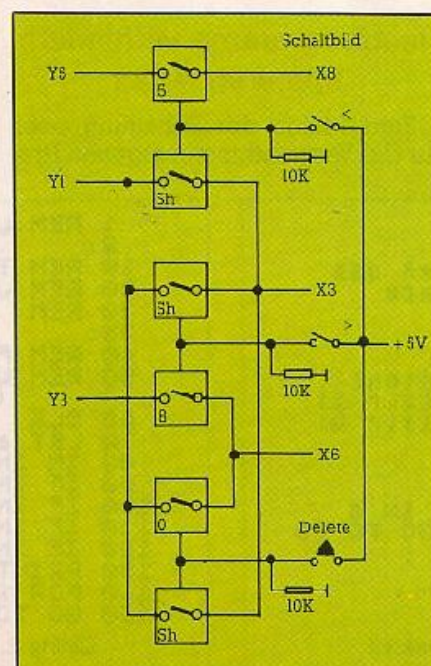 Schaltbild
Y5 X8
5
<
10K
Y1
Sh
X3
Sh
>
+5V
10K
Y3
8
X6
0
Delete
10K
Sh